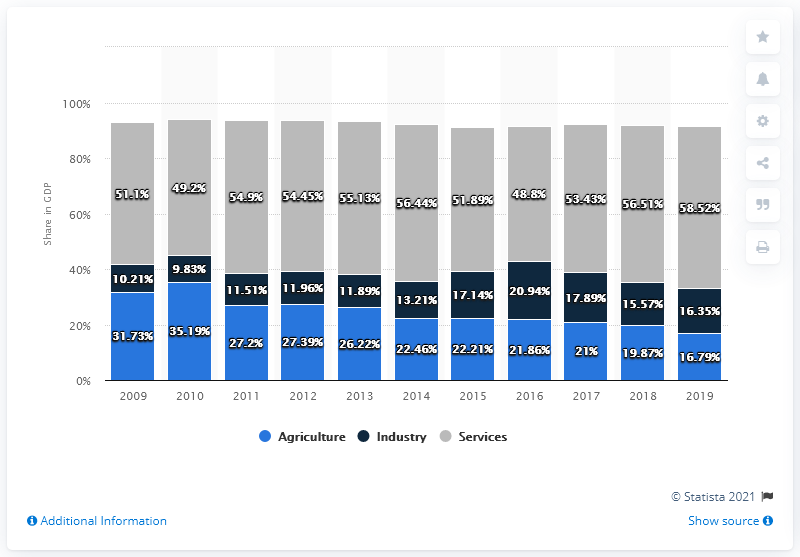 100%
80%
60%
40%
20%
0%
Share in GDP
51.1% 49.2% 54.9% 54.45% 55.13% 56.44% 51.89% 48.8% 53.43% 56.51% 58.52%
10.21% 9.83% 11.51% 11.96% 11.89% 13.21% 17.14% 20.94% 17.89% 15.57% 16.35%
31.73% 35.19% 27.2% 27.39% 26.22% 22.46% 22.21% 21.86% 21% 19.87% 16.79%
2009 2010 2011 2012 2013 2014 2015 2016 2017 2018 2019
Agriculture Industry Services
© Statista 2021
Additional Information Show source